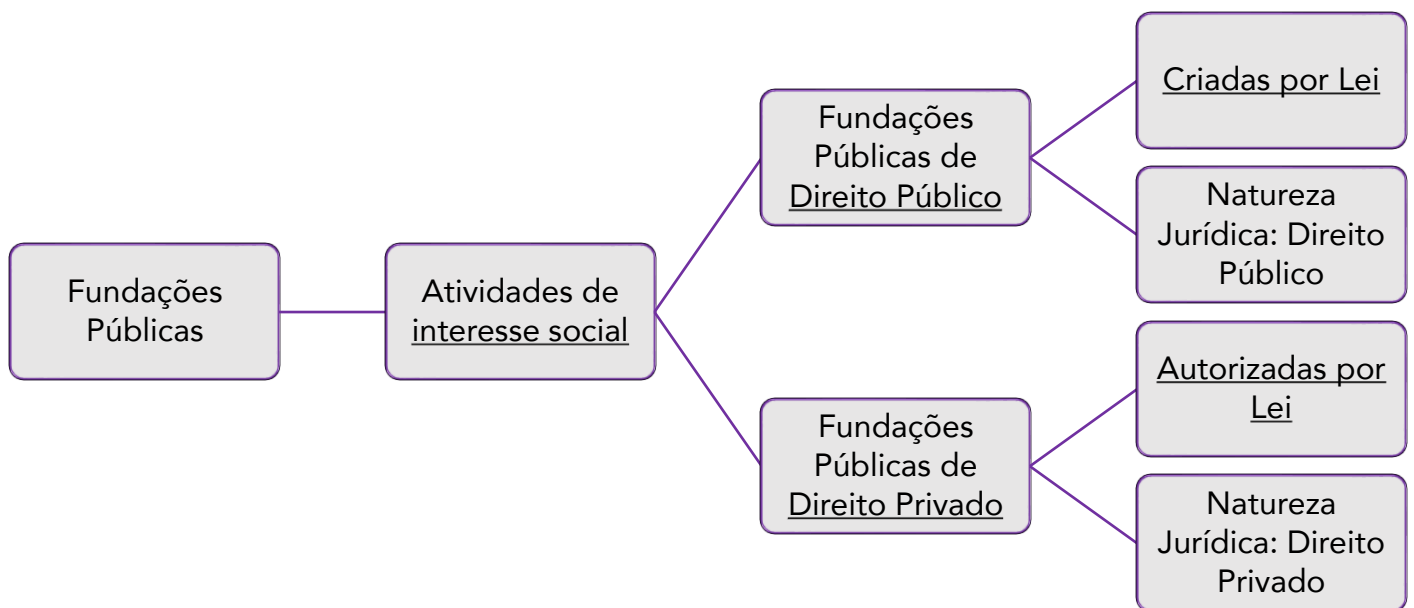 Fundações
Públicas
Atividades de
interesse social
Fundações
Públicas de
Direito Público
Criadas por Lei
Natureza
Jurídica: Direito
Público
Fundações
Públicas de
Direito Privado
Autorizadas por
Lei
Natureza
Jurídica: Direito
Privado